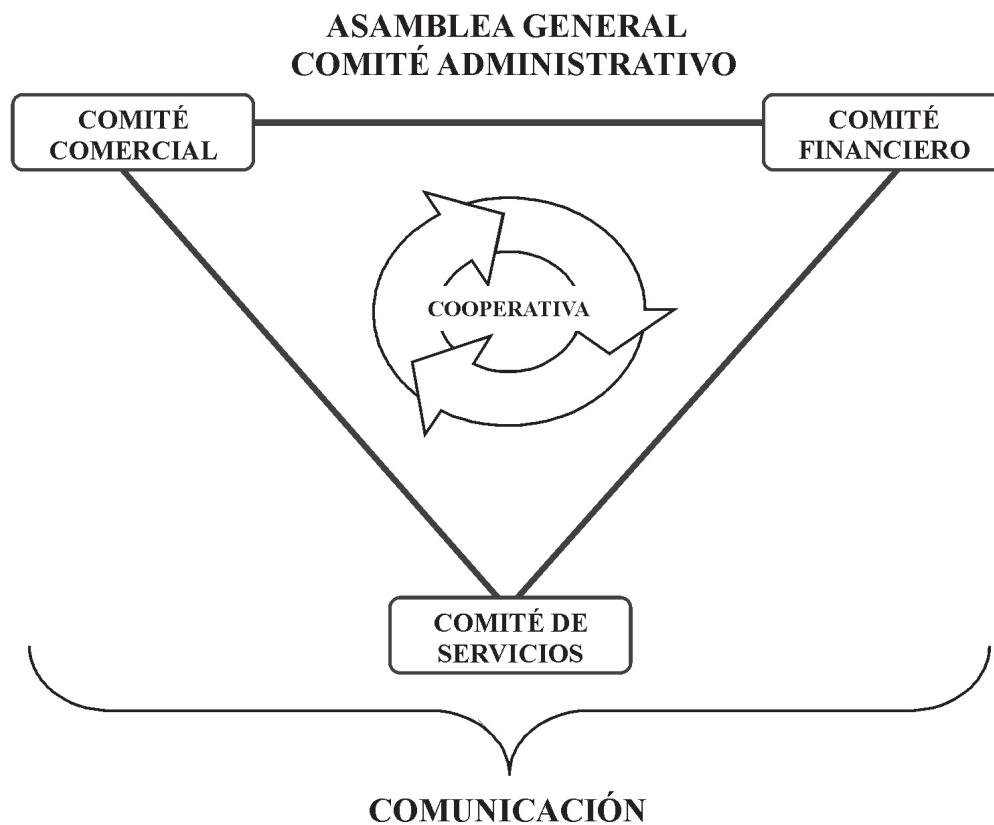 ASAMBLEA GENERAL
COMITÉ ADMINISTRATIVO
COMITÉ
COMERCIAL
COMITÉ
FINANCIERO
COOPERATIVA
COMITÉ DE
SERVICIOS
COMUNICACIÓN